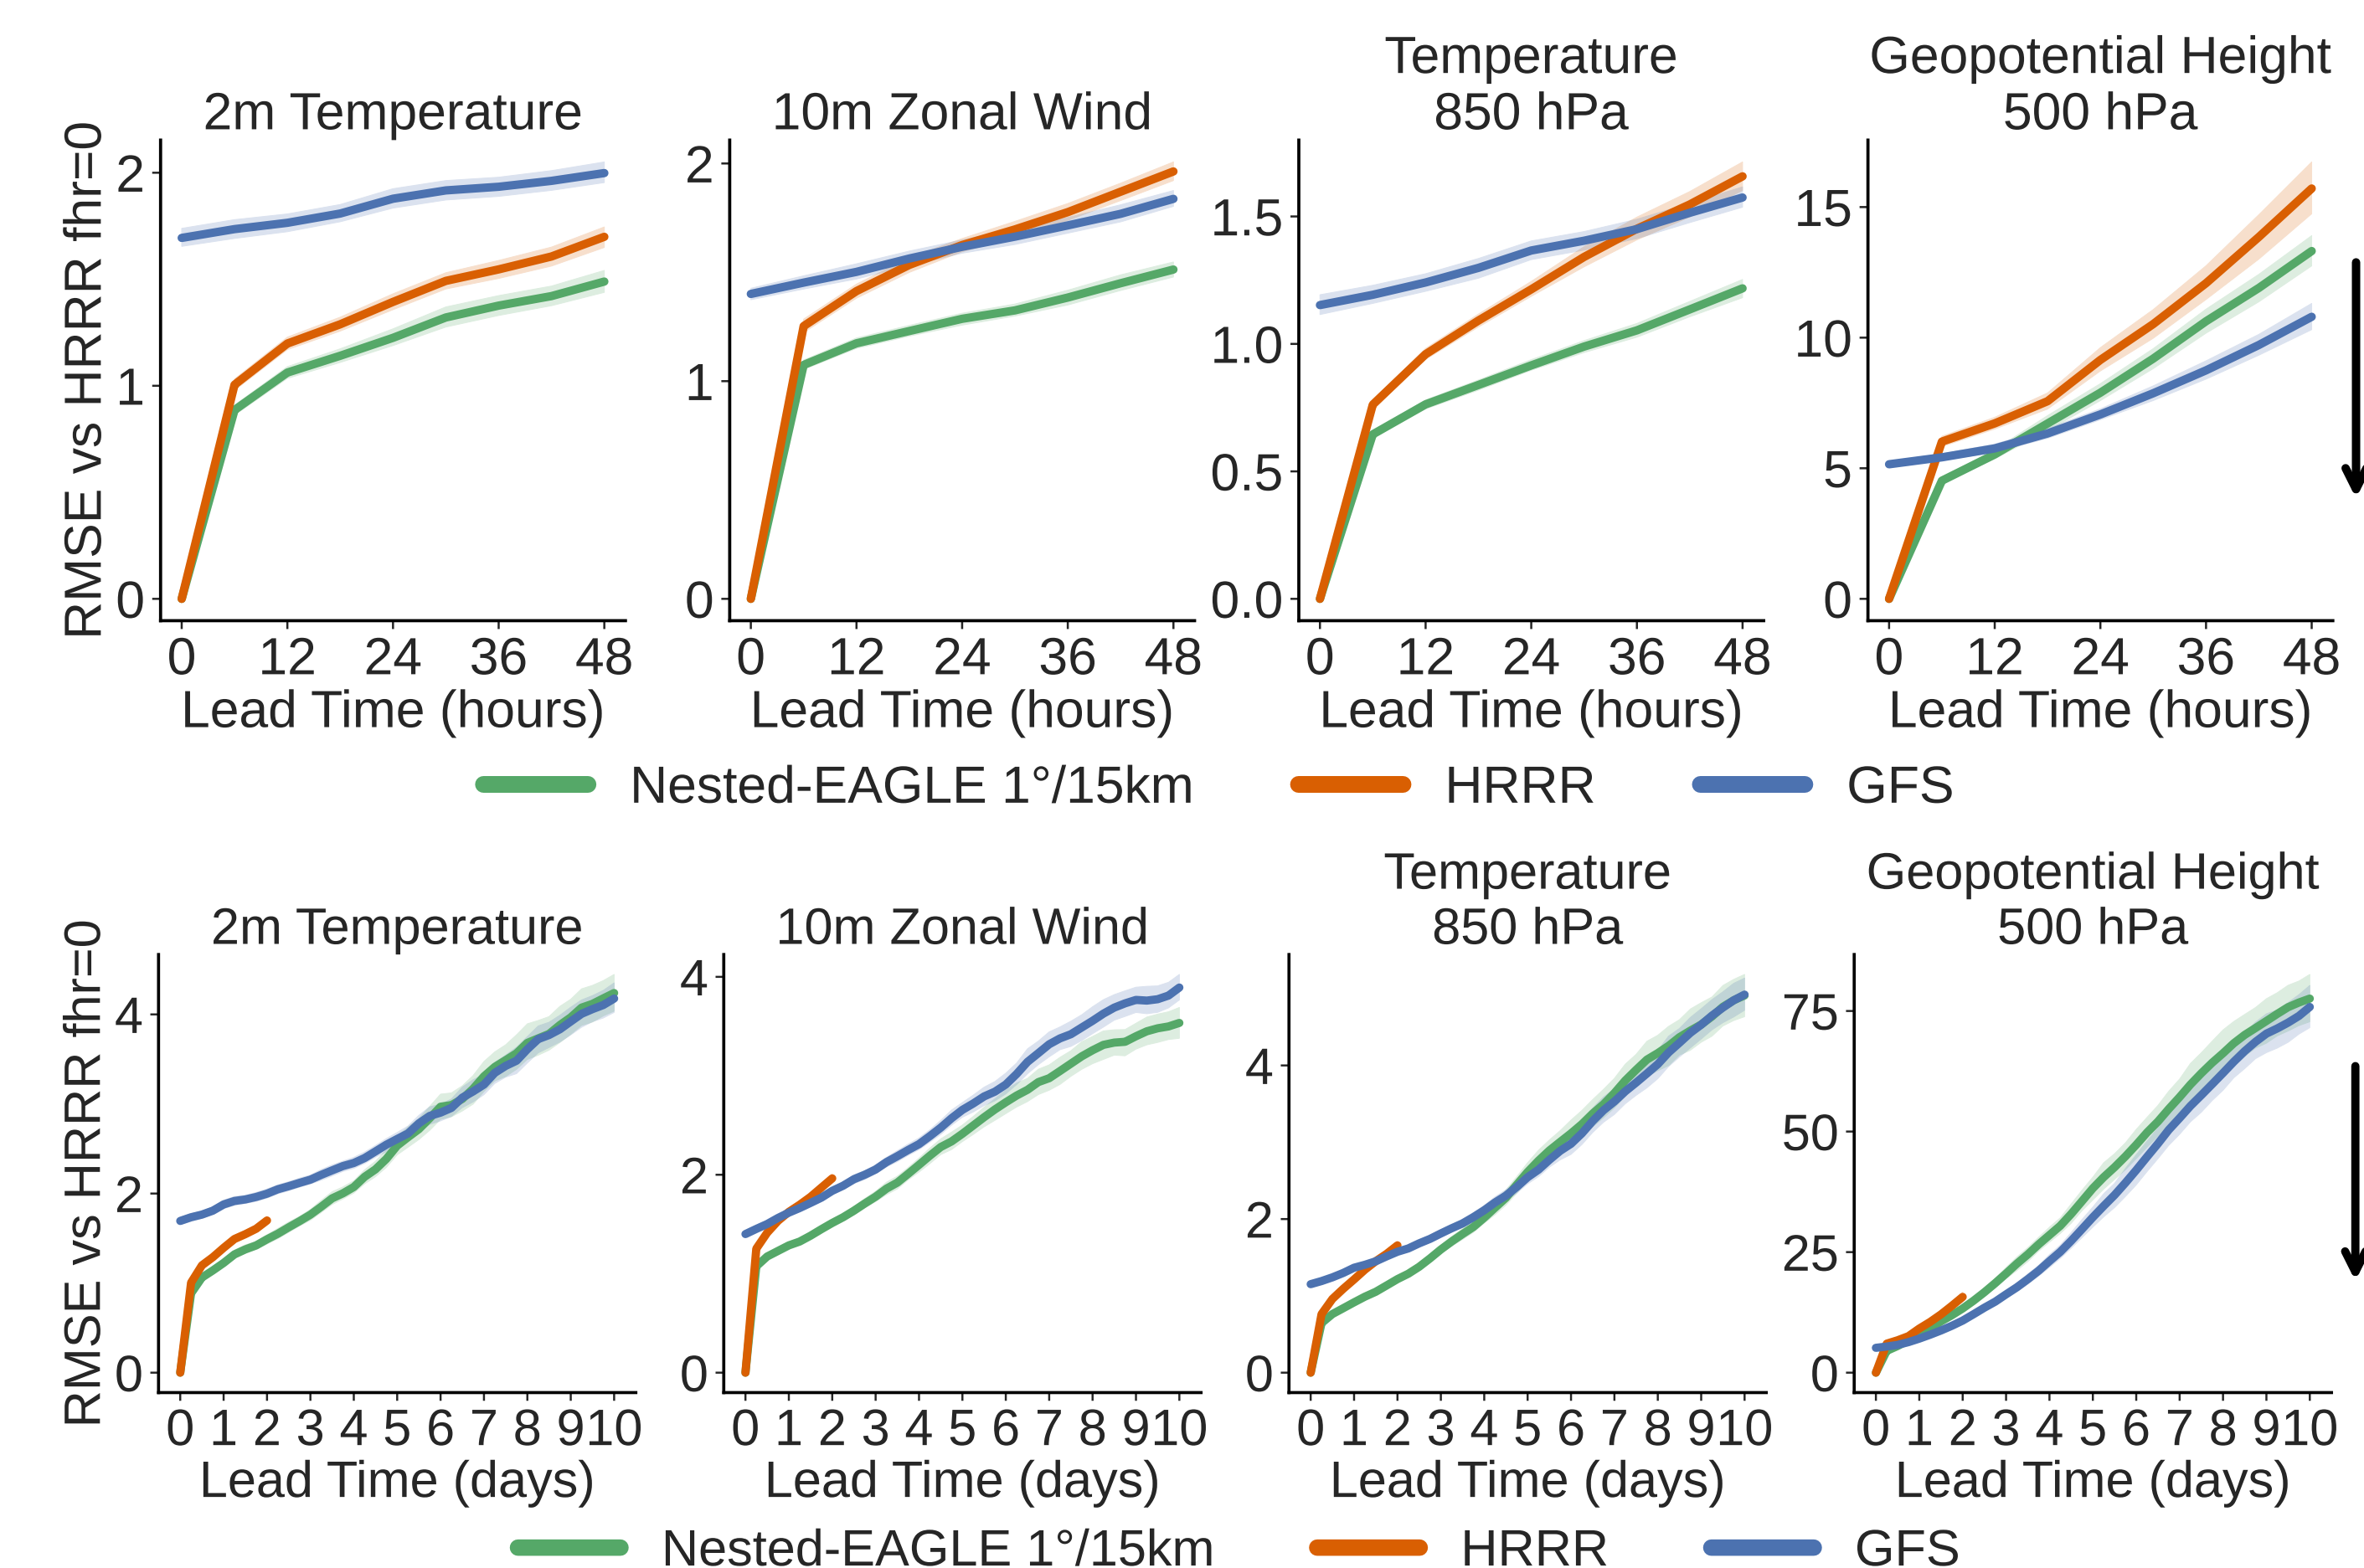 2m Temperature
10m Zonal Wind
Temperature
850 hPa
Geopotential Height
500 hPa
RMSE vs HRRR fhr=0
2
1
0
2
1
0
1.5
1.0
0.5
0.0
15
10
5
0
0 12 24 36 48
0 12 24 36 48
0 12 24 36 48
0 12 24 36 48
Lead Time (hours)
Lead Time (hours)
Lead Time (hours)
Lead Time (hours)
Nested-EAGLE 1°/15km HRRR GFS
2m Temperature
10m Zonal Wind
Temperature
850 hPa
Geopotential Height
500 hPa
RMSE vs HRRR fhr=0
4
2
0
4
2
0
4
2
0
75
50
25
0
0 1 2 3 4 5 6 7 8 9 10
0 1 2 3 4 5 6 7 8 9 10
0 1 2 3 4 5 6 7 8 9 10
0 1 2 3 4 5 6 7 8 9 10
Lead Time (days)
Lead Time (days)
Lead Time (days)
Lead Time (days)
Nested-EAGLE 1°/15km HRRR GFS